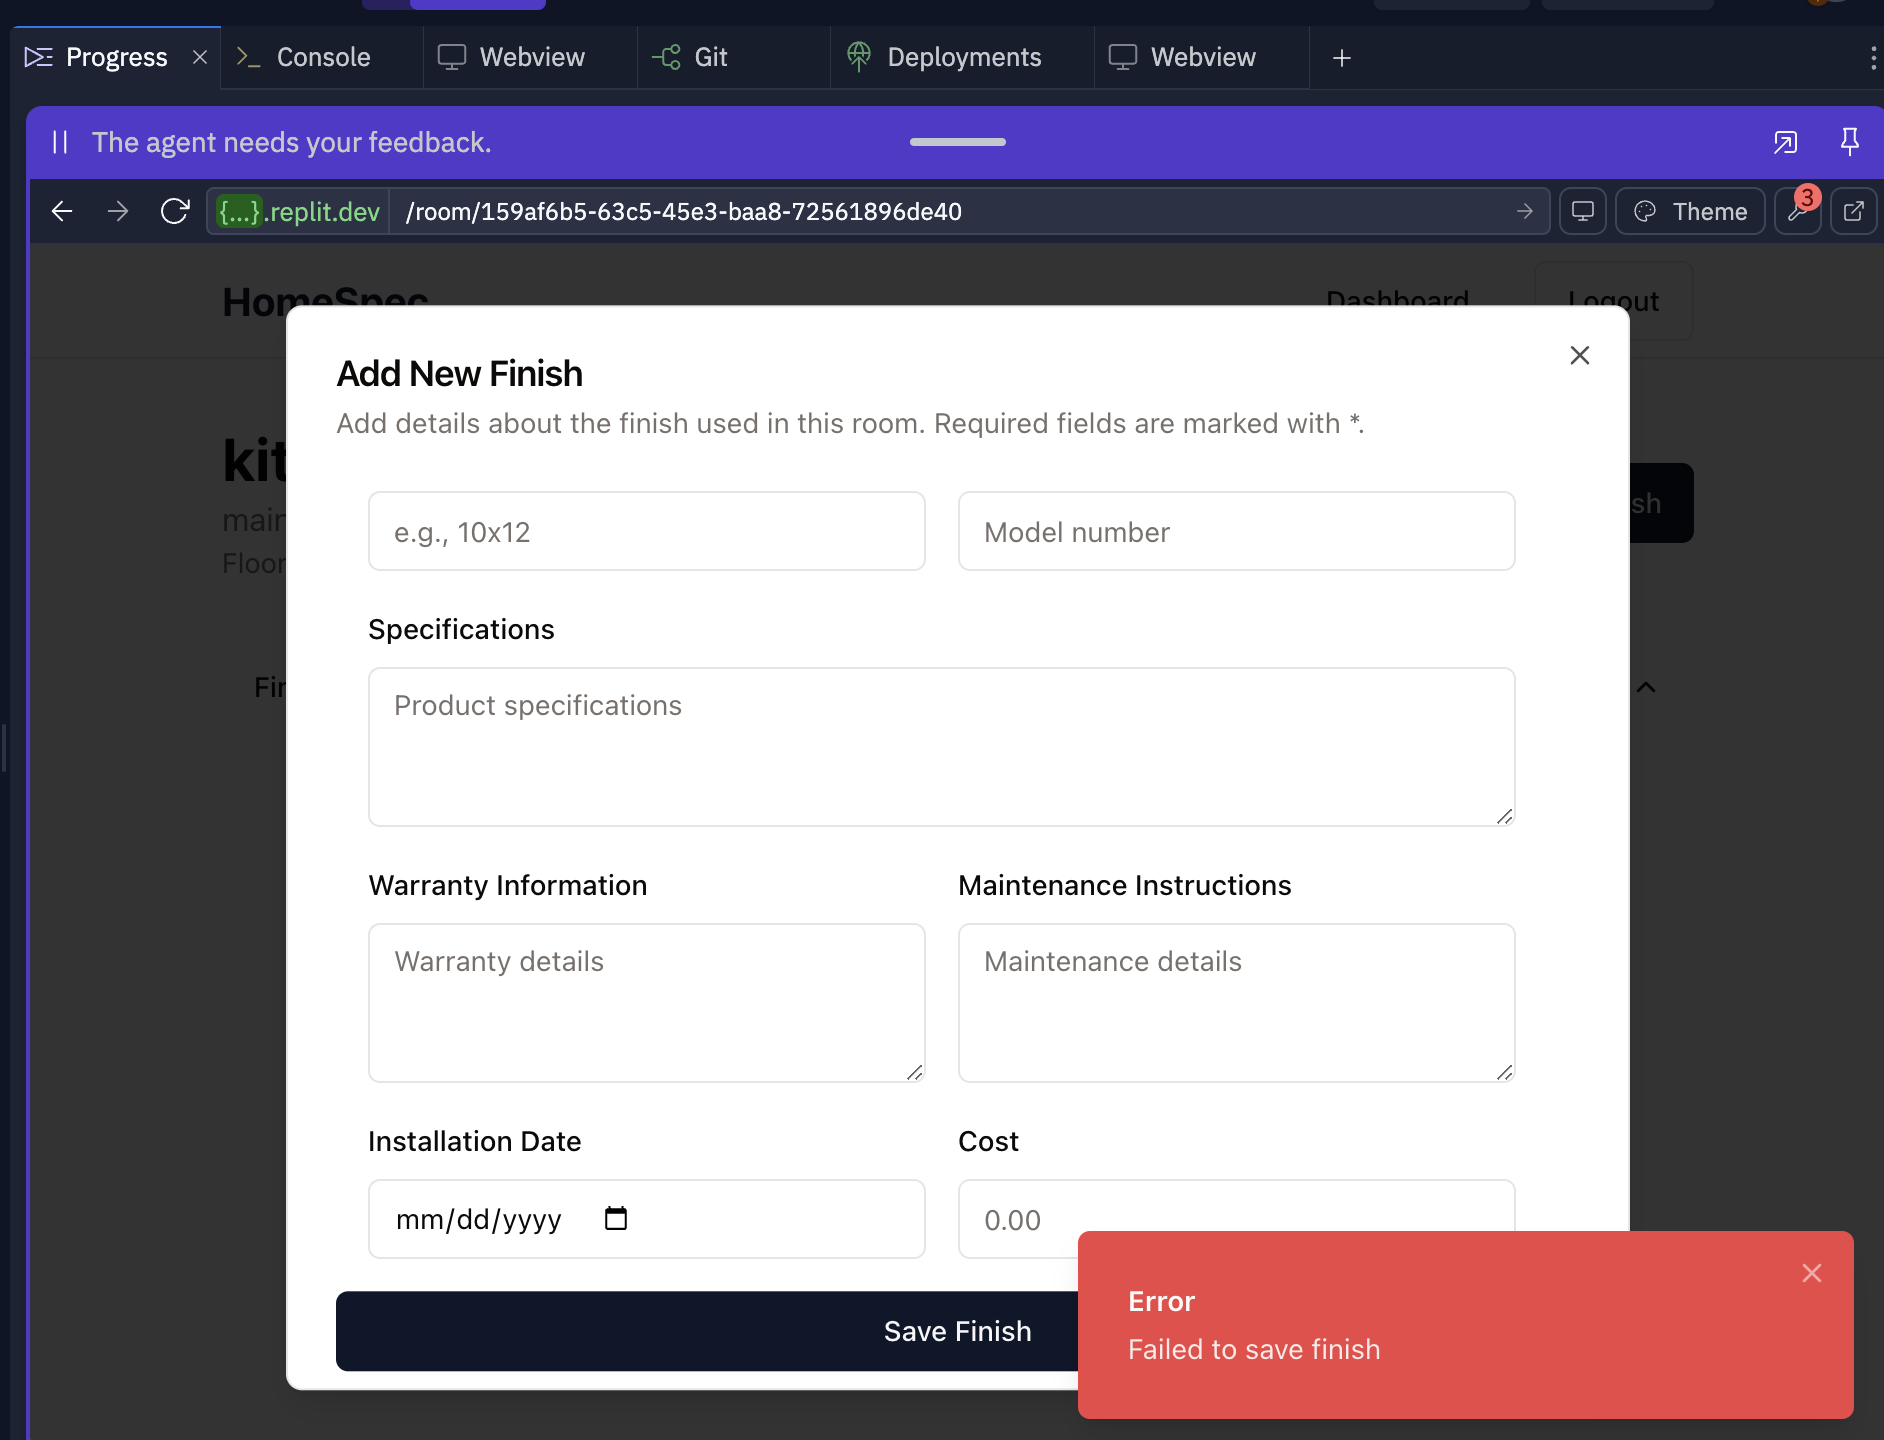 Progress Console Webview Git Deployments Webview
The agent needs your feedback.
{...}.replit.dev /room/159af6b5-63c5-45e3-baa8-72561896de40 Theme 3
HomeSpec Dashboard Logout
Add New Finish
Add details about the finish used in this room. Required fields are marked with *.
kit
main
sh
Floor
e.g., 10x12 Model number
Specifications
Fin
Product specifications
Warranty Information Maintenance Instructions
Warranty details Maintenance details
Installation Date Cost
mm/dd/yyyy 0.00
Save Finish
Error
Failed to save finish